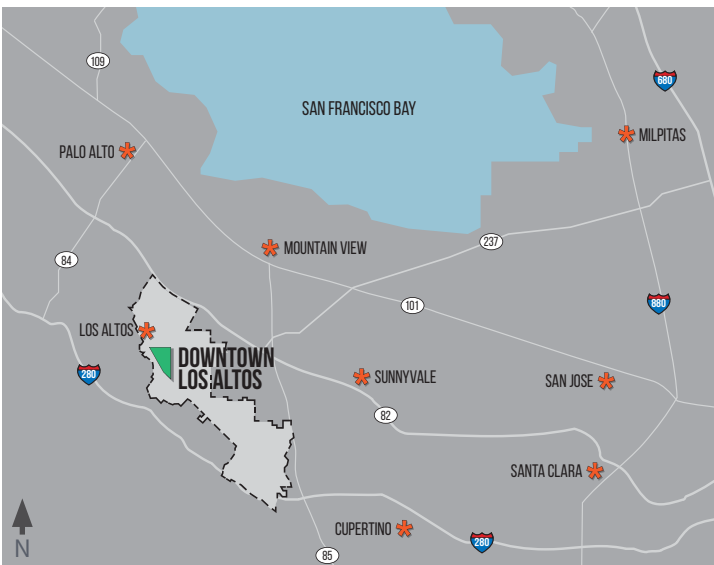 109
SAN FRANCISCO BAY
680
MILPITAS
PALO ALTO
237
MOUNTAIN VIEW
84
101
880
LOS ALTOS
DOWNTOWN
LOS ALTOS
280
SUNNYVALE
SAN JOSE
82
SANTA CLARA
CUPERTINO
280
N
85